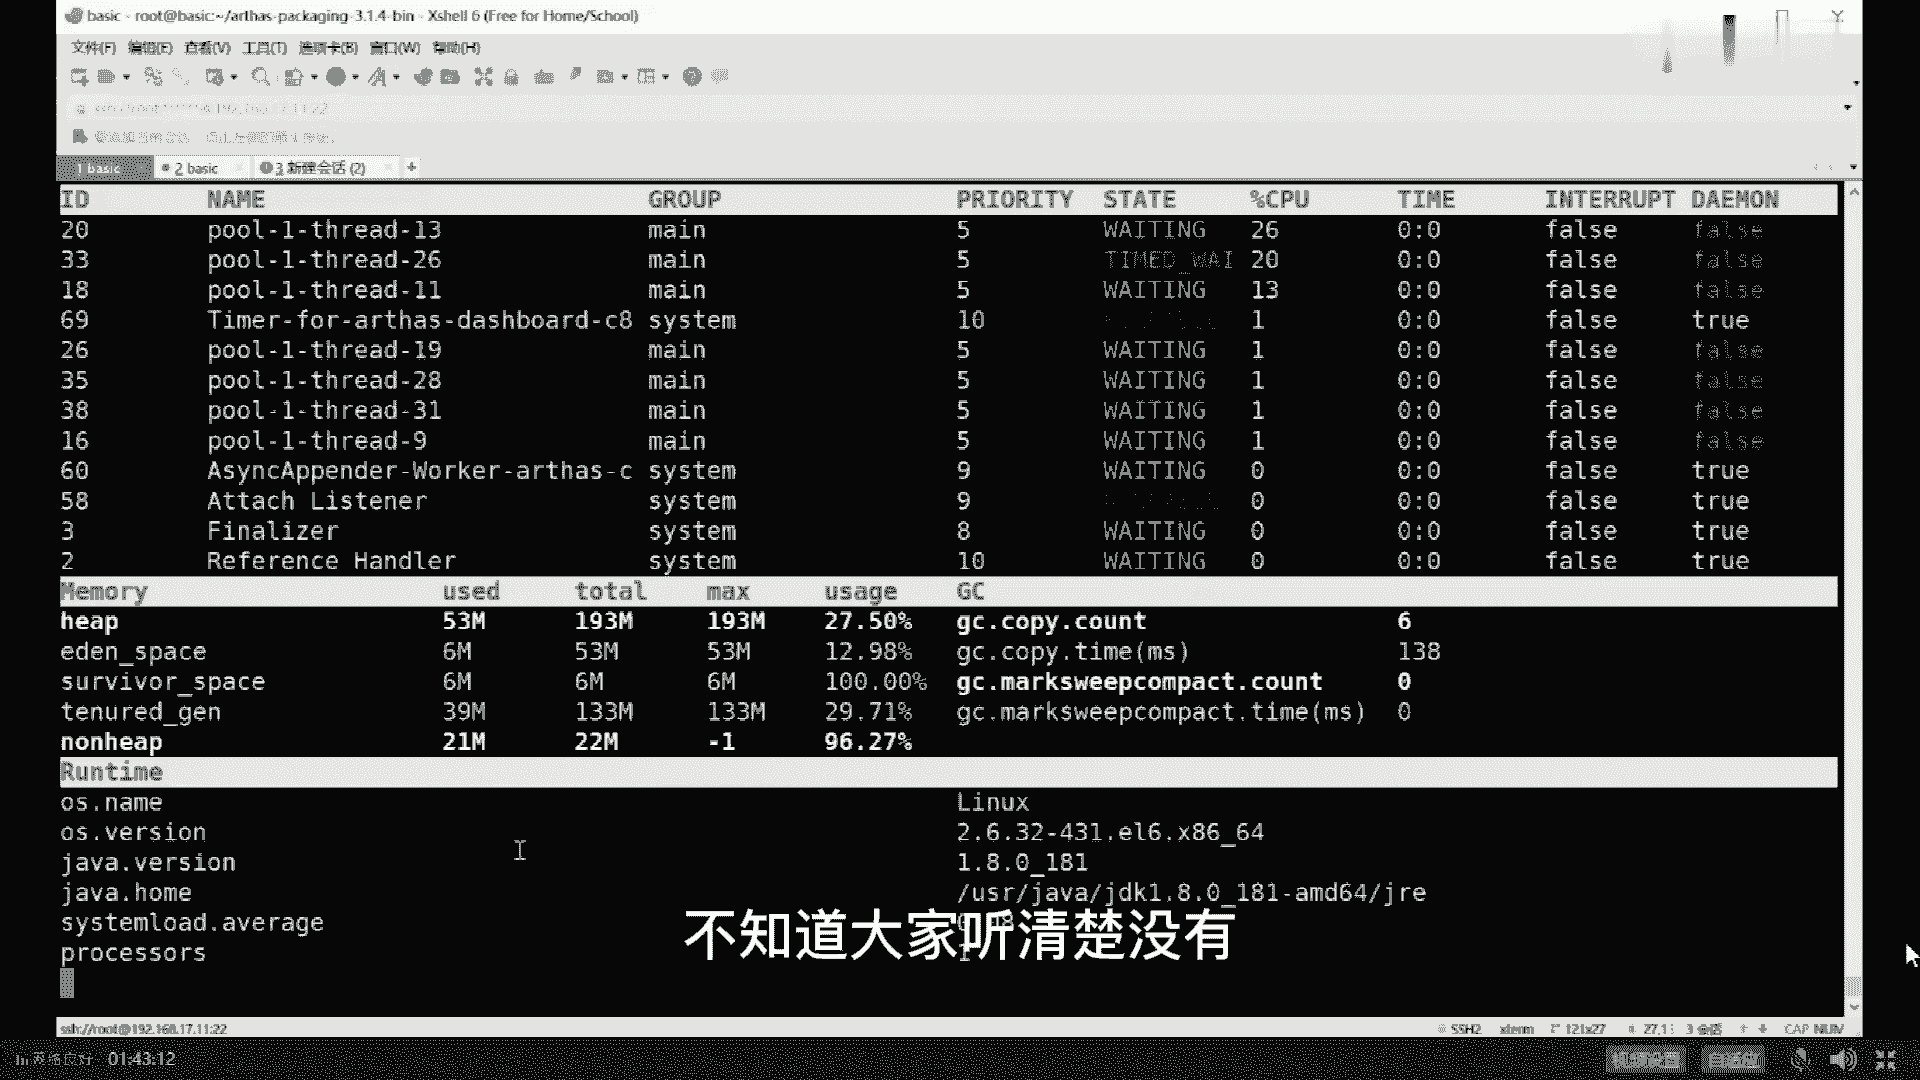 basic - root@basic:~/arthas-packaging-3.1.4-bin - Xshell 6 (Free for Home/School)
文件(F) 编辑(E) 查看(V) 工具(T) 选项卡(B) 窗口(W) 帮助(H)
1 basic 2 basic 3 新建会话 (2) +
ID NAME GROUP PRIORITY STATE %CPU TIME INTERRUPT DAEMON
20 pool-1-thread-13 main 5 WAITING 26 0:0 false false
33 pool-1-thread-26 main 5 TIMED_WAI 20 0:0 false false
18 pool-1-thread-11 main 5 WAITING 13 0:0 false false
69 Timer-for-arthas-dashboard-c8 system 10 1 0:0 false true
26 pool-1-thread-19 main 5 WAITING 1 0:0 false false
35 pool-1-thread-28 main 5 WAITING 1 0:0 false false
38 pool-1-thread-31 main 5 WAITING 1 0:0 false false
16 pool-1-thread-9 main 5 WAITING 1 0:0 false false
60 AsyncAppender-Worker-arthas-c system 9 WAITING 0 0:0 false true
58 Attach Listener system 9 0 0:0 false true
3 Finalizer system 8 WAITING 0 0:0 false true
2 Reference Handler system 10 WAITING 0 0:0 false true
Memory used total max usage GC
heap 53M 193M 193M 27.50% gc.copy.count 6
eden_space 6M 53M 53M 12.98% gc.copy.time(ms) 138
survivor_space 6M 6M 6M 100.00% gc.marksweepcompact.count 0
tenured_gen 39M 133M 133M 29.71% gc.marksweepcompact.time(ms) 0
nonheap 21M 22M -1 96.27%
Runtime
os.name Linux
os.version 2.6.32-431.el6.x86_64
java.version 1.8.0_181
java.home /usr/java/jdk1.8.0_181-amd64/jre
systemload.average
processors
不知道大家听清楚没有
ssh://root@192.168.17.11:22 SSH2 xterm 121x27 3 会话 CAP NUM
01:43:12 视频设置 自适应